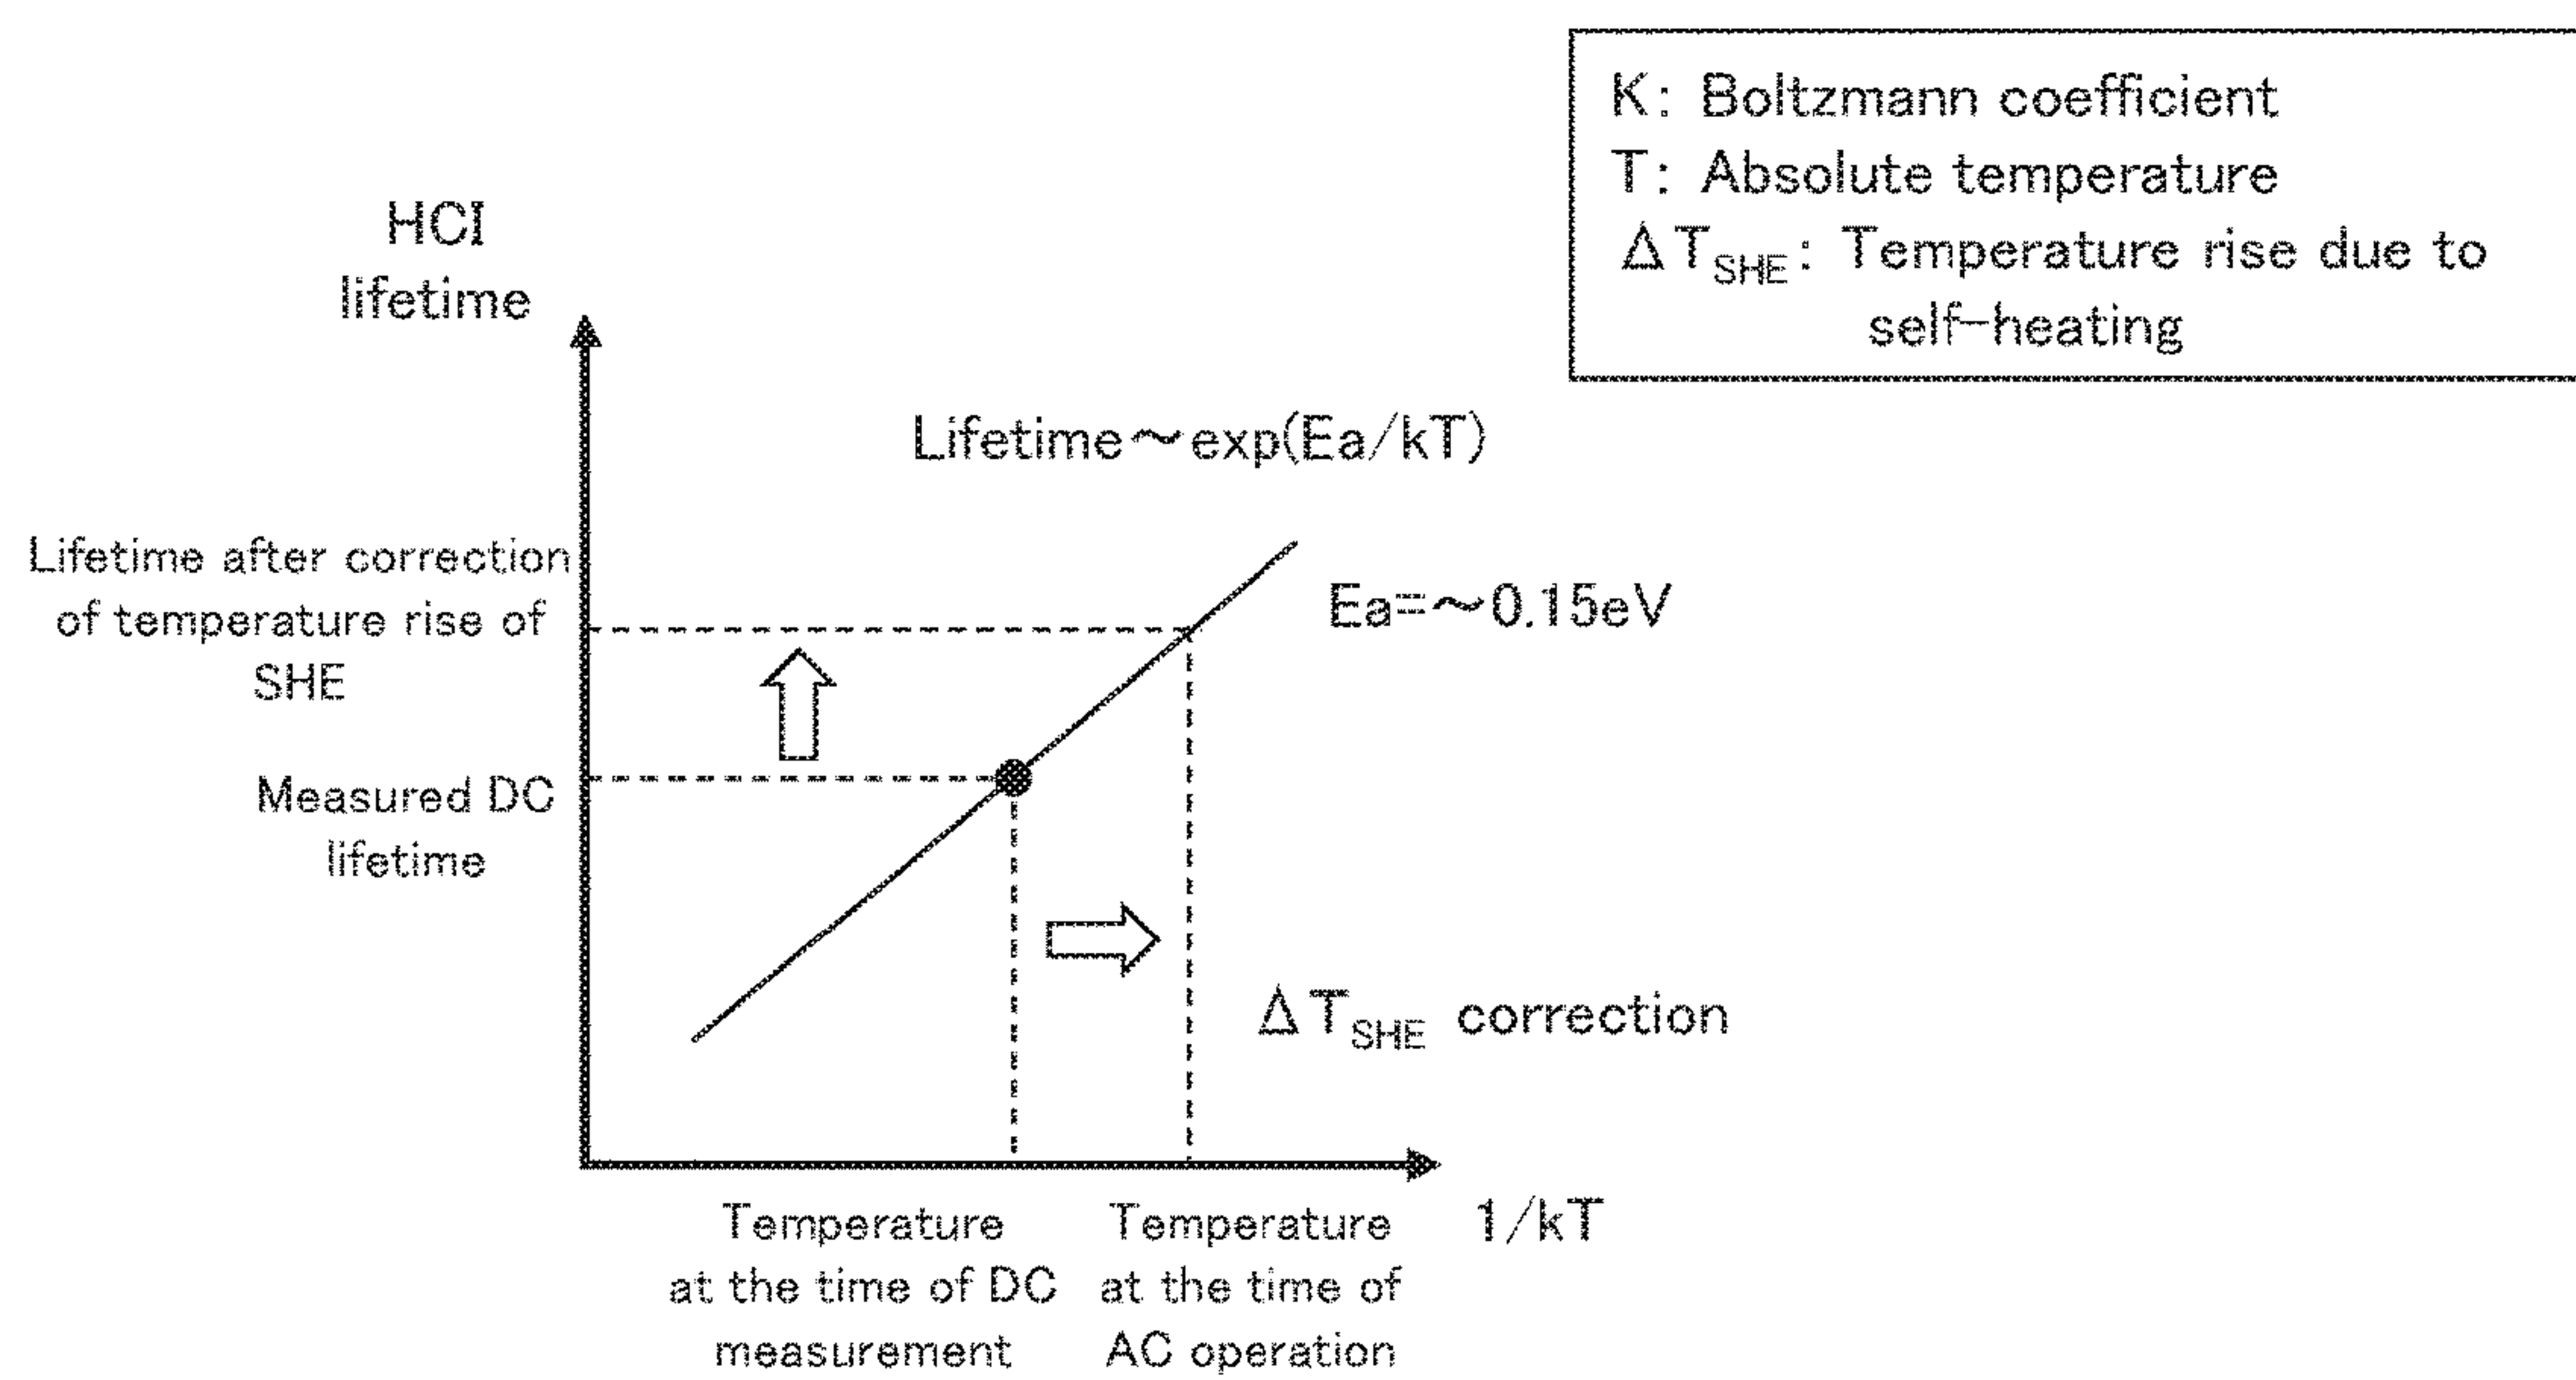 K: Boltzmann coefficient
T: Absolute temperature
ΔT_SHE: Temperature rise due to
self-heating
HCI
lifetime
Lifetime～exp(Ea/kT)
Lifetime after correction
of temperature rise of
SHE
Ea=～0.15eV
Measured DC
lifetime
ΔT_SHE correction
Temperature
at the time of DC
measurement
Temperature
at the time of
AC operation
1/kT